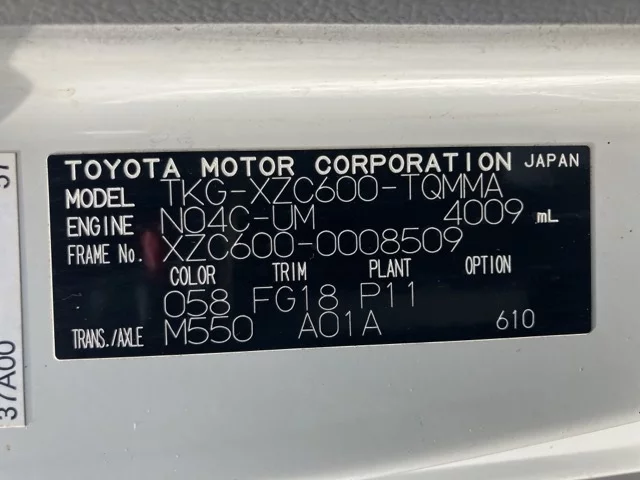 TOYOTA MOTOR CORPORATION JAPAN
MODEL TKG-XZC600-TQMMA
ENGINE N04C-UM 4009 mL
FRAME No. XZC600-0008509
COLOR TRIM PLANT OPTION
058 FG18 P11
TRANS./AXLE M550 A01A 610
37A00